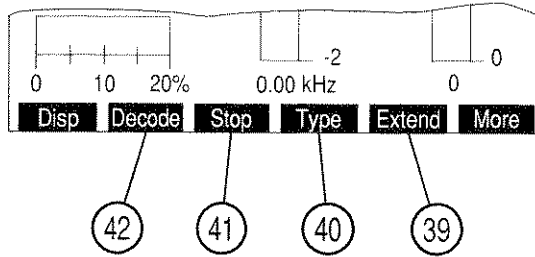 -2 0
0 10 20% 0.00 kHz 0
Disp Decode Stop Type Extend More
42 41 40 39